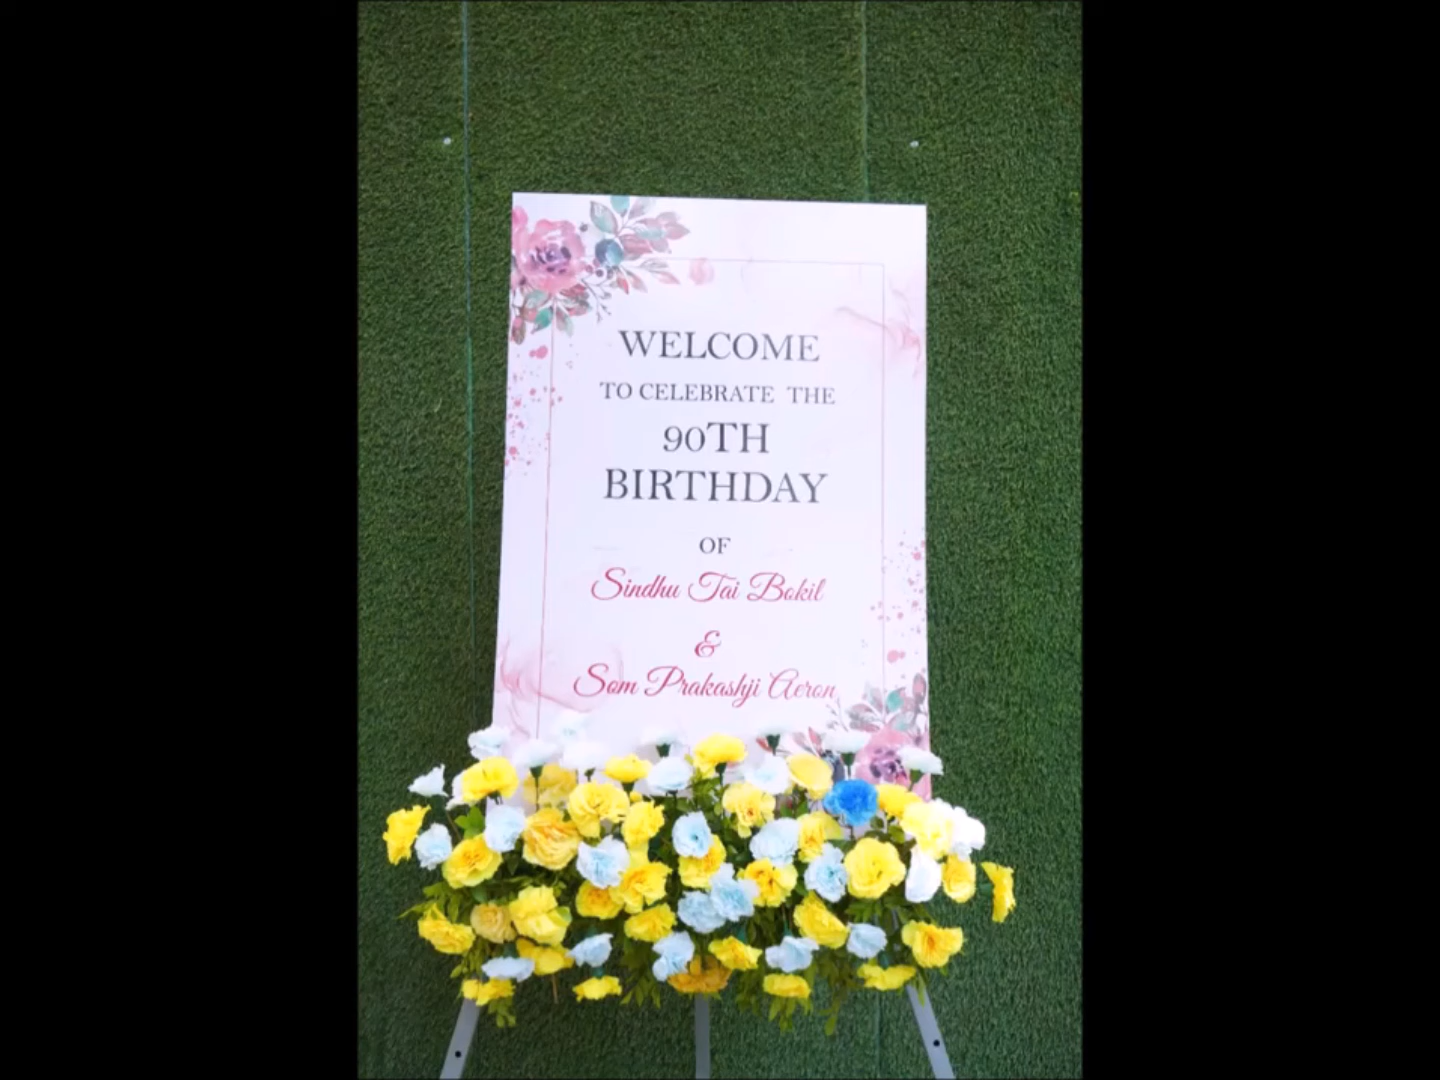 WELCOME
TO CELEBRATE THE
90TH
BIRTHDAY
OF
Sindhu Tai Bokil
&
Som Prakashji Aeron